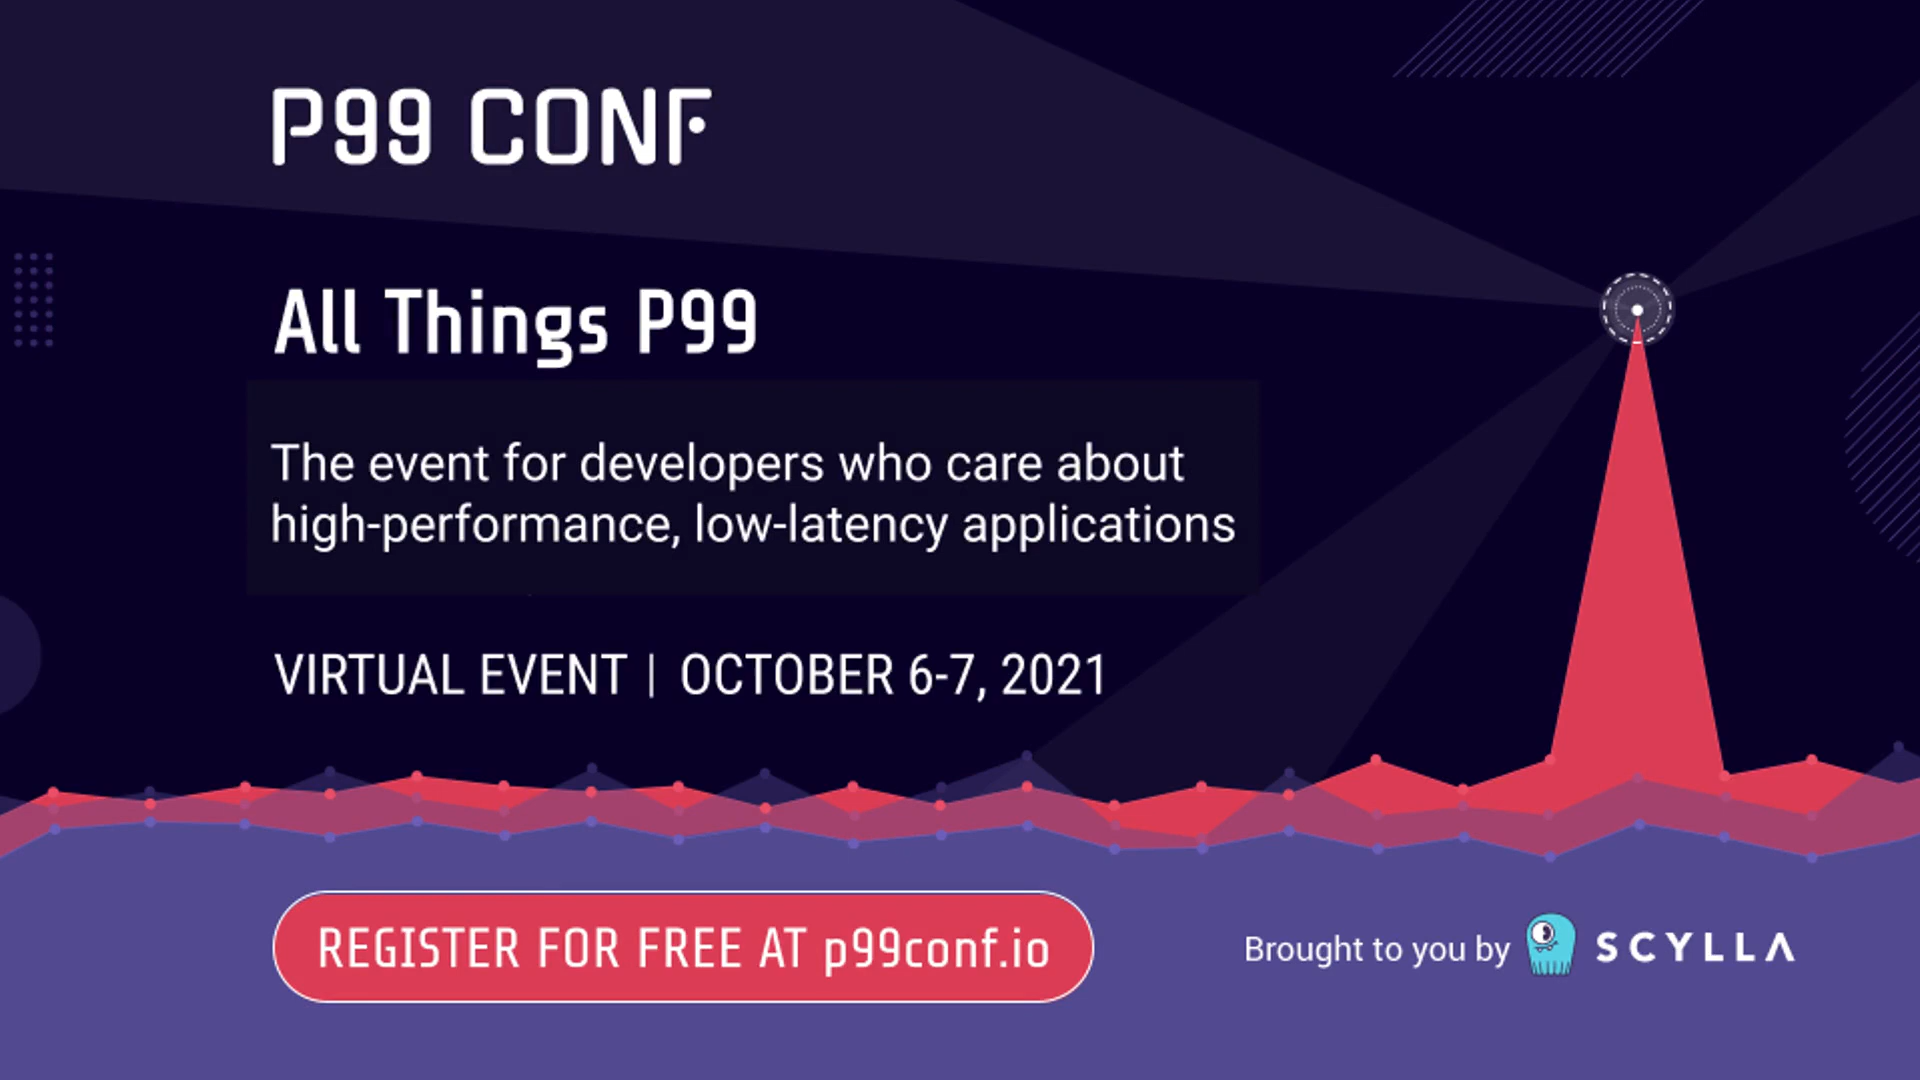 P99 CONF
All Things P99
The event for developers who care about
high-performance, low-latency applications
VIRTUAL EVENT | OCTOBER 6-7, 2021
REGISTER FOR FREE AT p99conf.io
Brought to you by SCYLLA